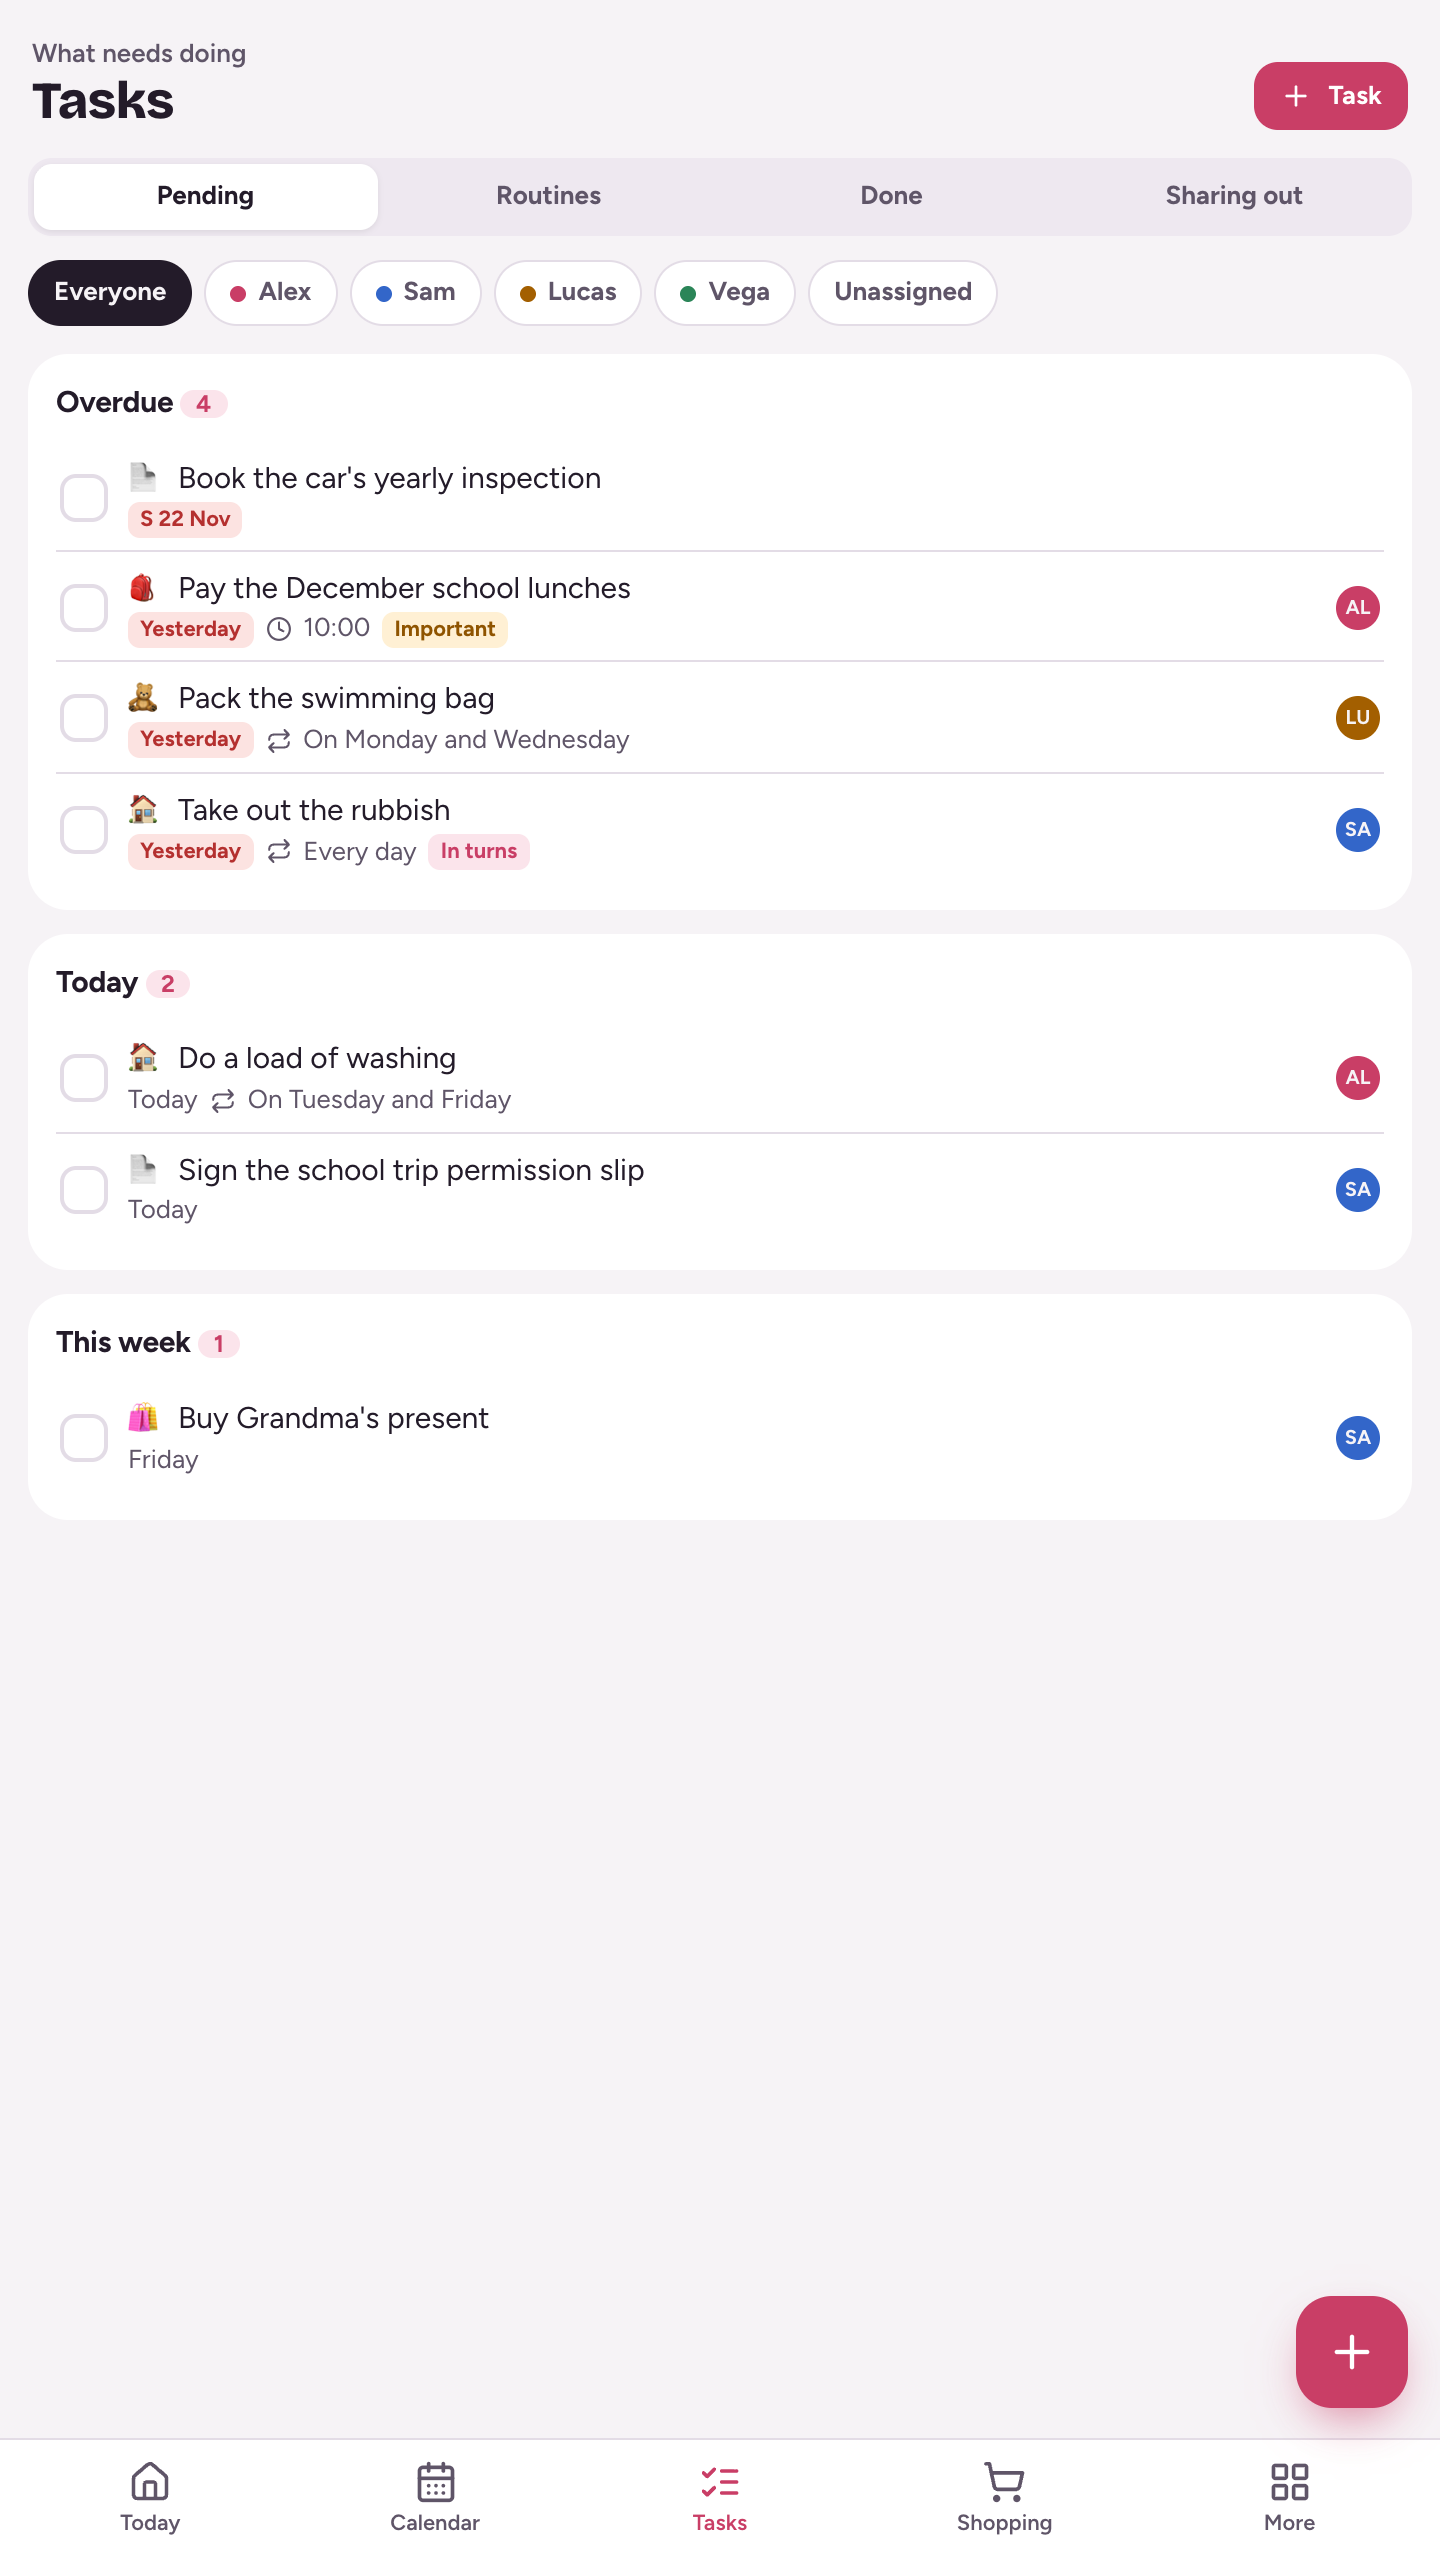 What needs doing
Tasks
Task
Pending Routines Done Sharing out
Everyone Alex Sam Lucas Vega Unassigned
Overdue 4
Book the car's yearly inspection
S 22 Nov
Pay the December school lunches
Yesterday 10:00 Important
AL
Pack the swimming bag
Yesterday On Monday and Wednesday
LU
Take out the rubbish
Yesterday Every day In turns
SA
Today 2
Do a load of washing
Today On Tuesday and Friday
AL
Sign the school trip permission slip
Today
SA
This week 1
Buy Grandma's present
Friday
SA
Today Calendar Tasks Shopping More